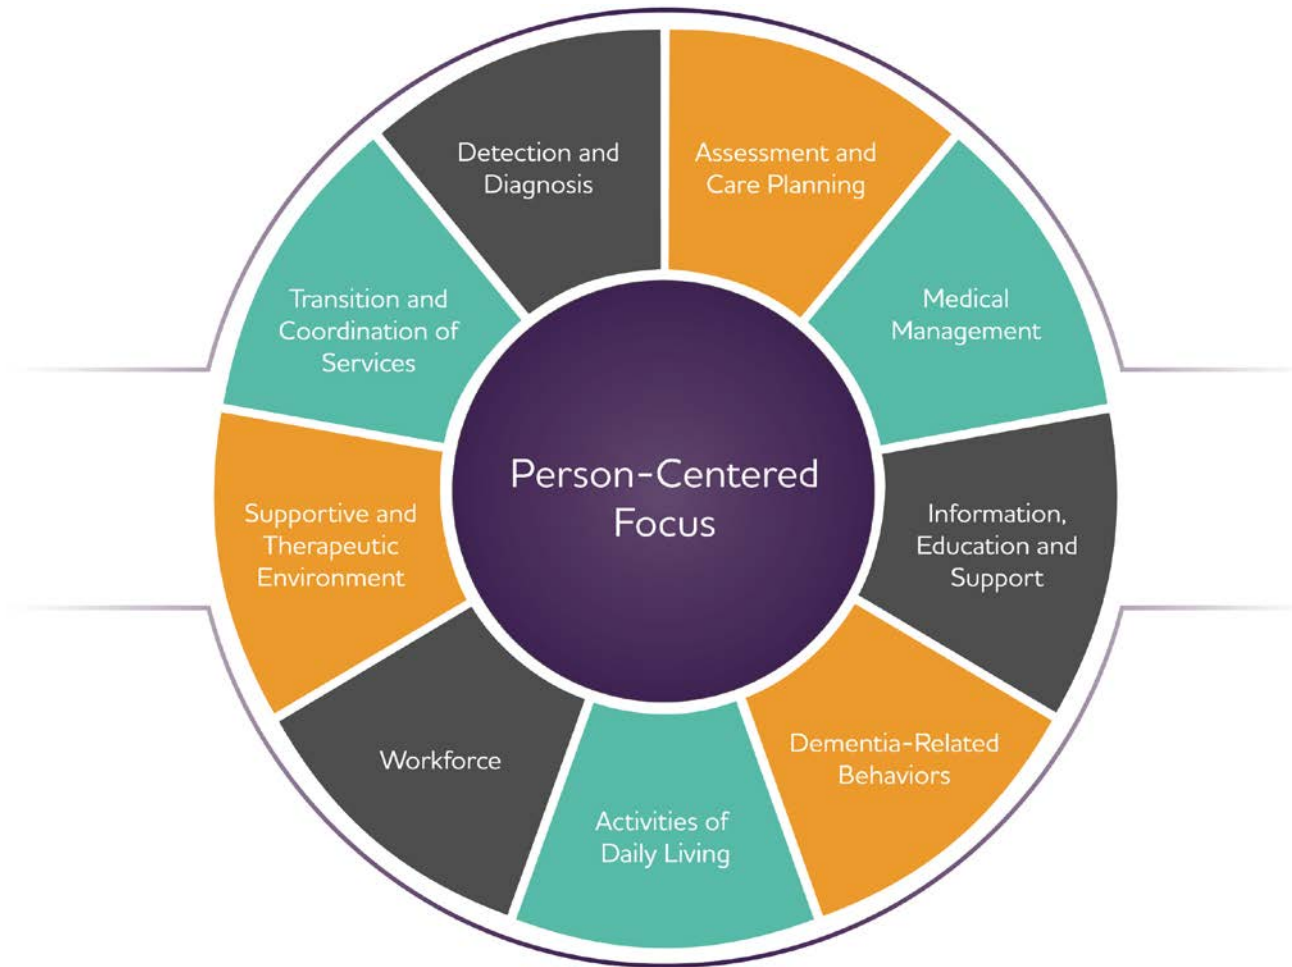 Detection and
Diagnosis
Assessment and
Care Planning
Medical
Management
Information,
Education and
Support
Dementia-Related
Behaviors
Activities of
Daily Living
Workforce
Supportive and
Therapeutic
Environment
Transition and
Coordination of
Services
Person-Centered
Focus